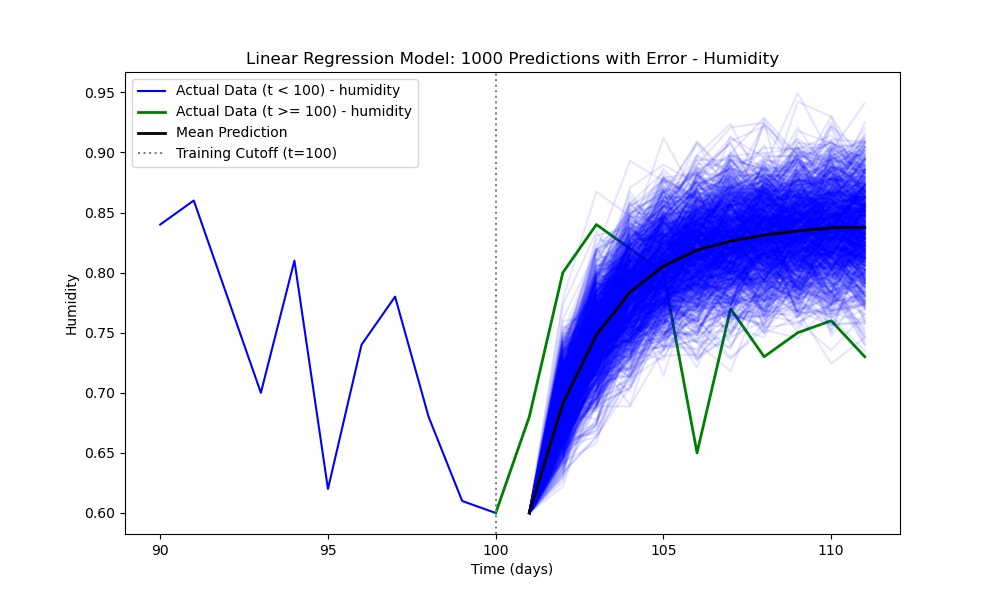 Linear Regression Model: 1000 Predictions with Error - Humidity
Actual Data (t < 100) - humidity
Actual Data (t >= 100) - humidity
Mean Prediction
Training Cutoff (t=100)
Humidity
0.95
0.90
0.85
0.80
0.75
0.70
0.65
0.60
90
95
100
105
110
Time (days)